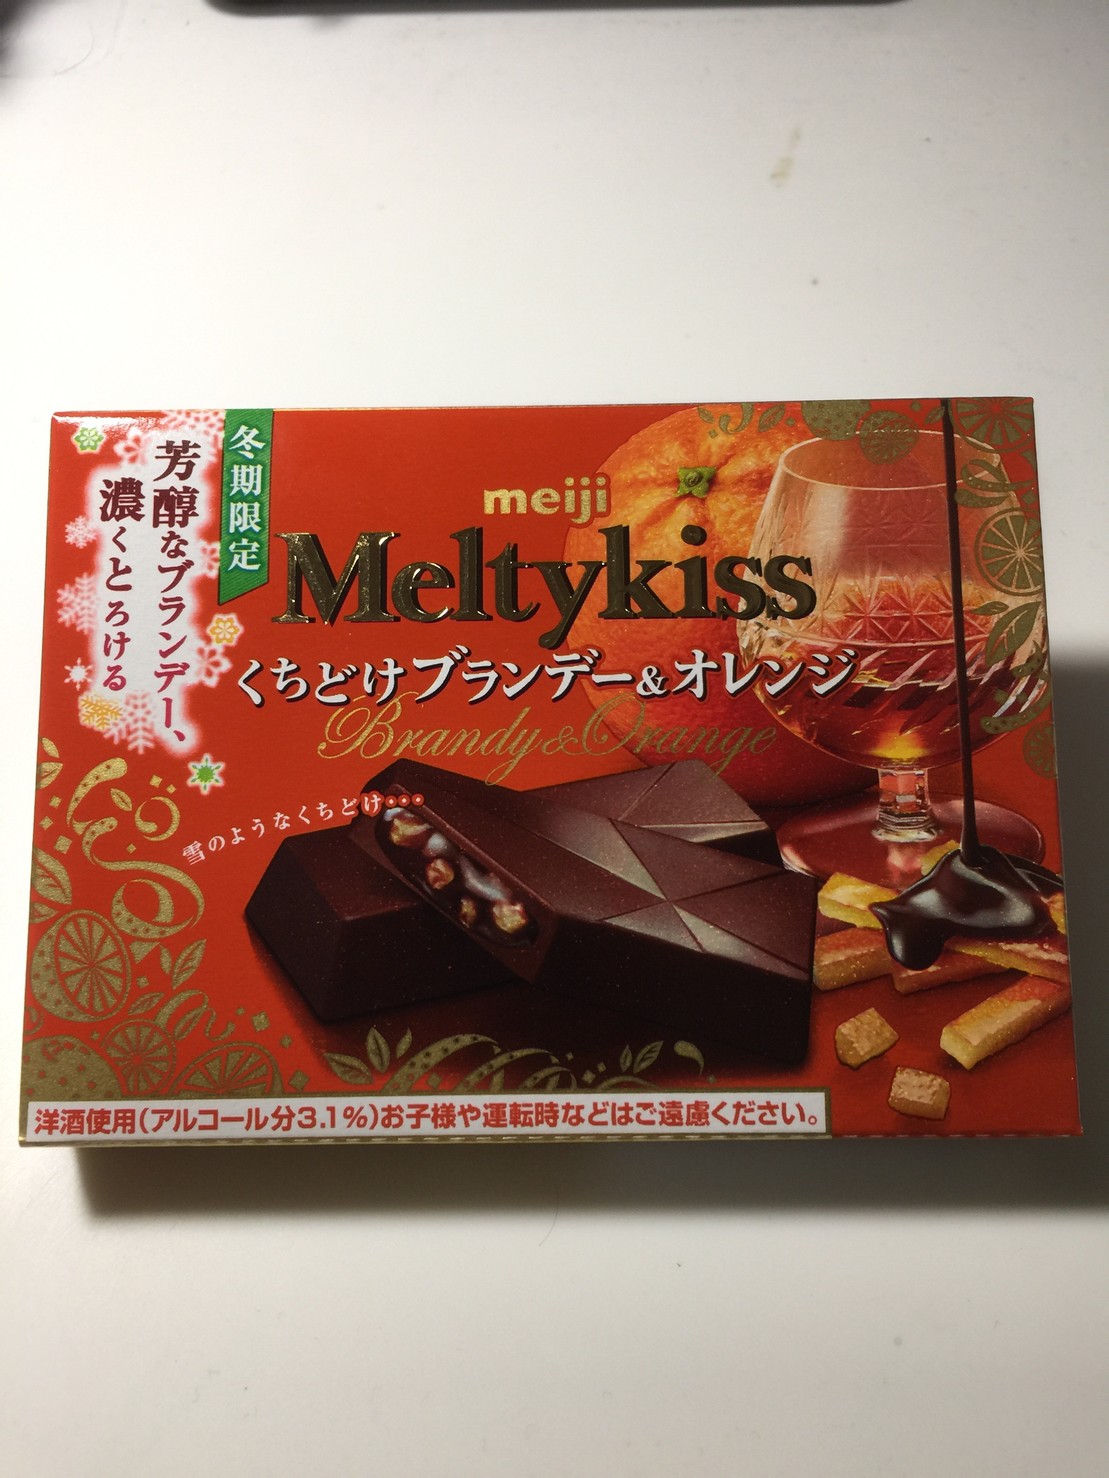 冬期限定
芳醇なブランデー、
濃くとろける
meiji
Meltykiss
くちどけブランデー&オレンジ
Brandy&Orange
雪のようなくちどけ・・・
洋酒使用(アルコール分3.1%)お子様や運転時などはご遠慮ください。